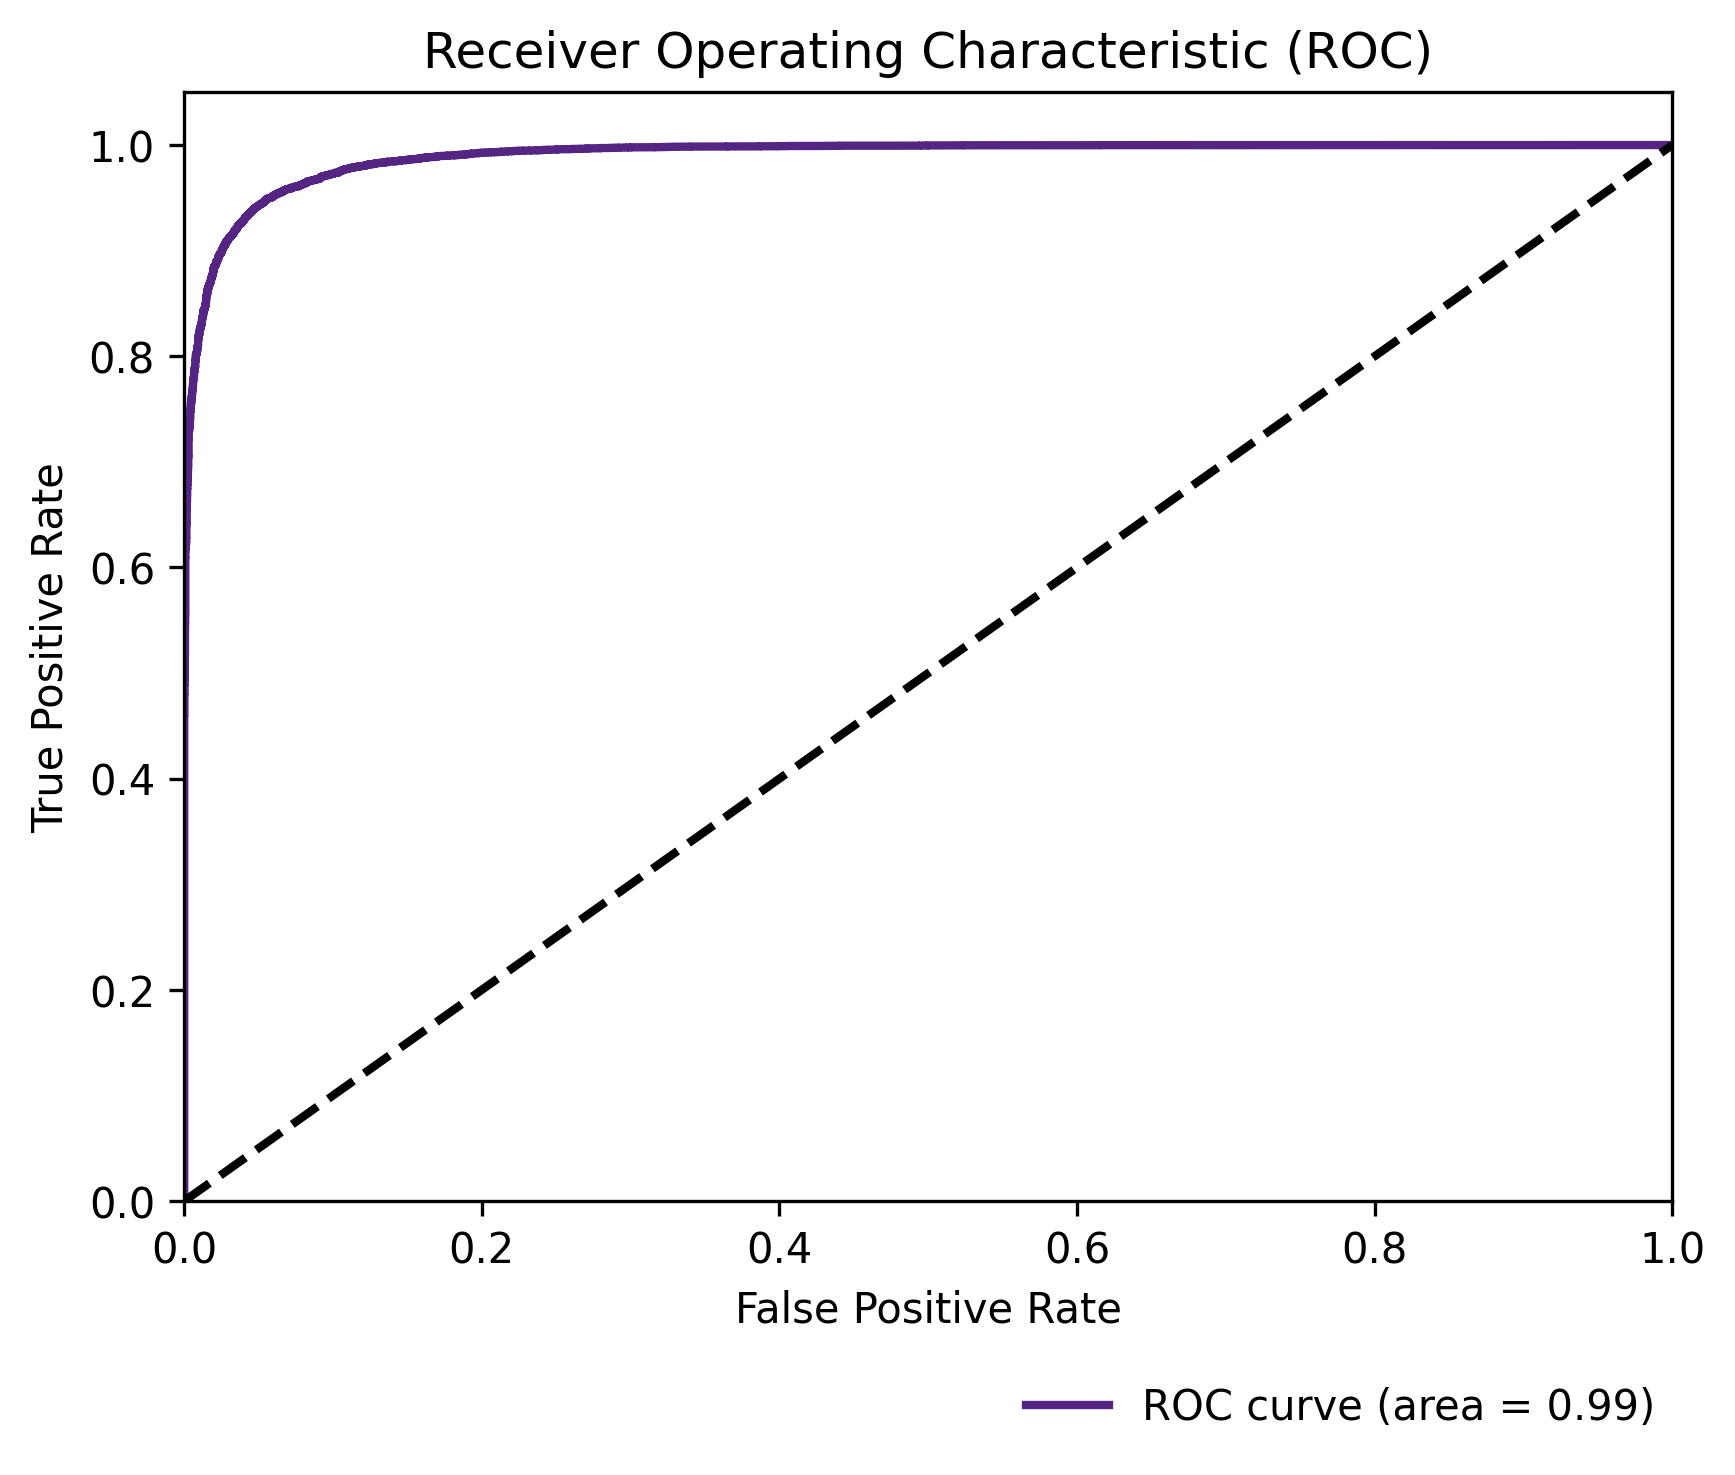 Receiver Operating Characteristic (ROC)
1.0
0.8
0.6
0.4
0.2
0.0
True Positive Rate
0.0 0.2 0.4 0.6 0.8 1.0
False Positive Rate
ROC curve (area = 0.99)